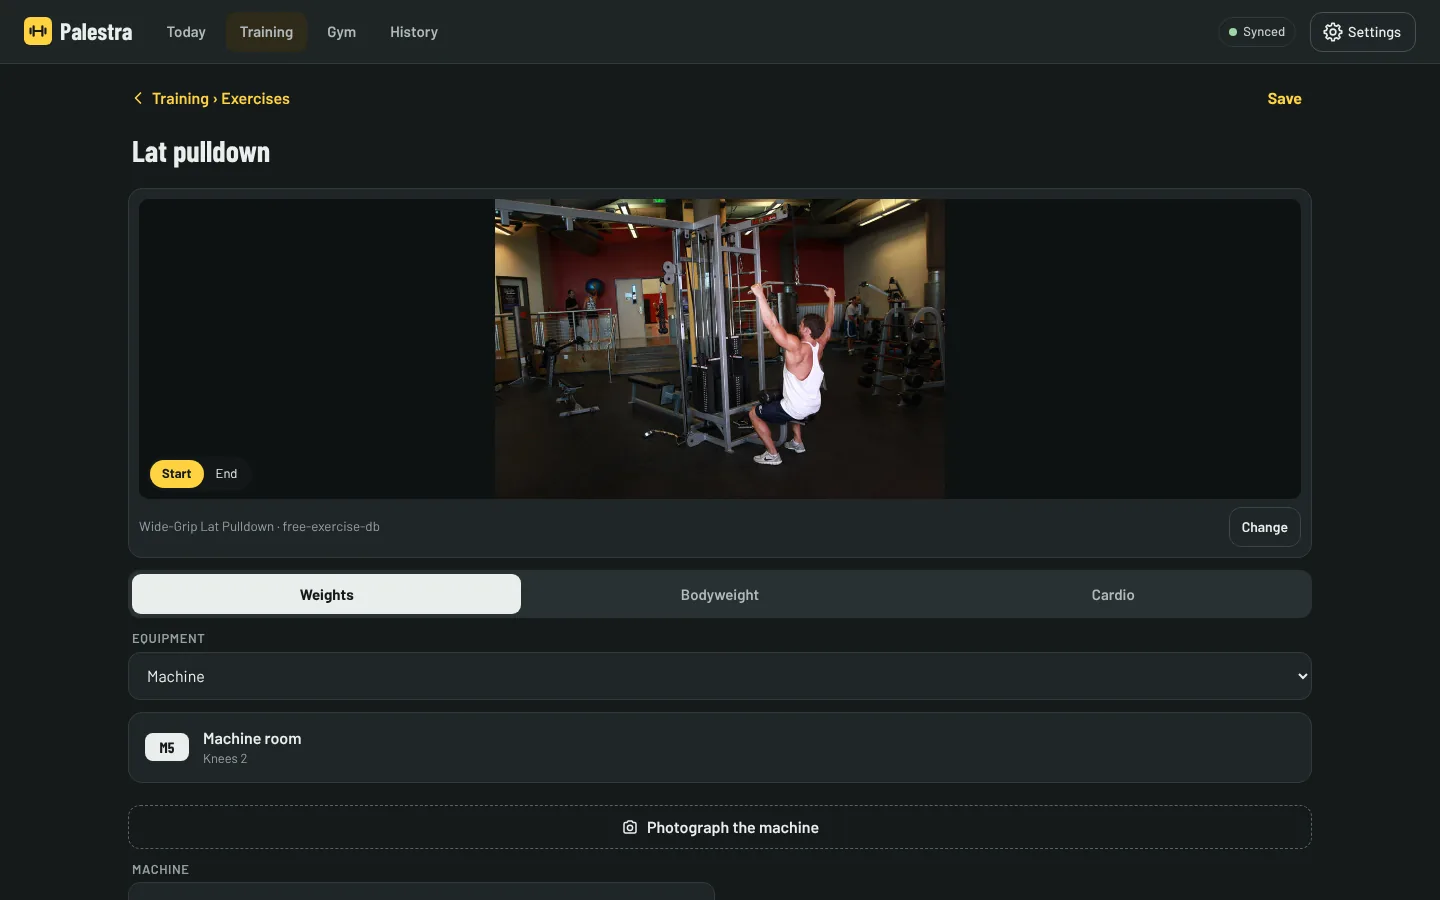 Palestra
Today
Training
Gym
History
Synced
Settings
Training › Exercises
Save
Lat pulldown
Start
End
Wide-Grip Lat Pulldown · free-exercise-db
Change
Weights
Bodyweight
Cardio
EQUIPMENT
Machine
M5
Machine room
Knees 2
Photograph the machine
MACHINE